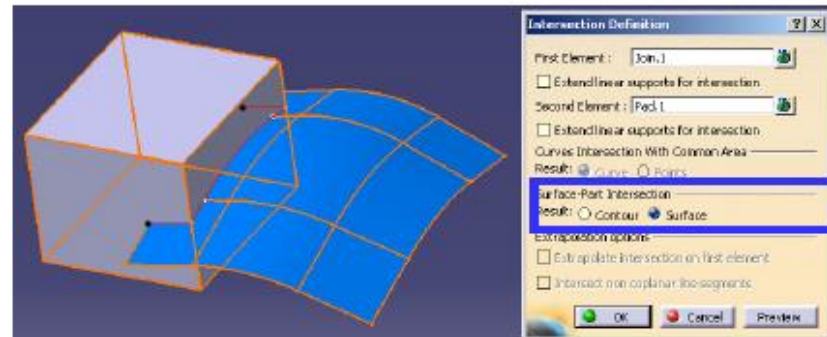 Intersection Definition
? X
First Element : Join.1
Extend linear supports for intersection
Second Element : Pad.1
Extend linear supports for intersection
Curves Intersection With Common Area
Result: Curve Points
Surface-Part Intersection
Result: Contour Surface
Extrapolation options
Extrapolate intersection on first element
Intersect non coplanar line segments
OK Cancel Preview